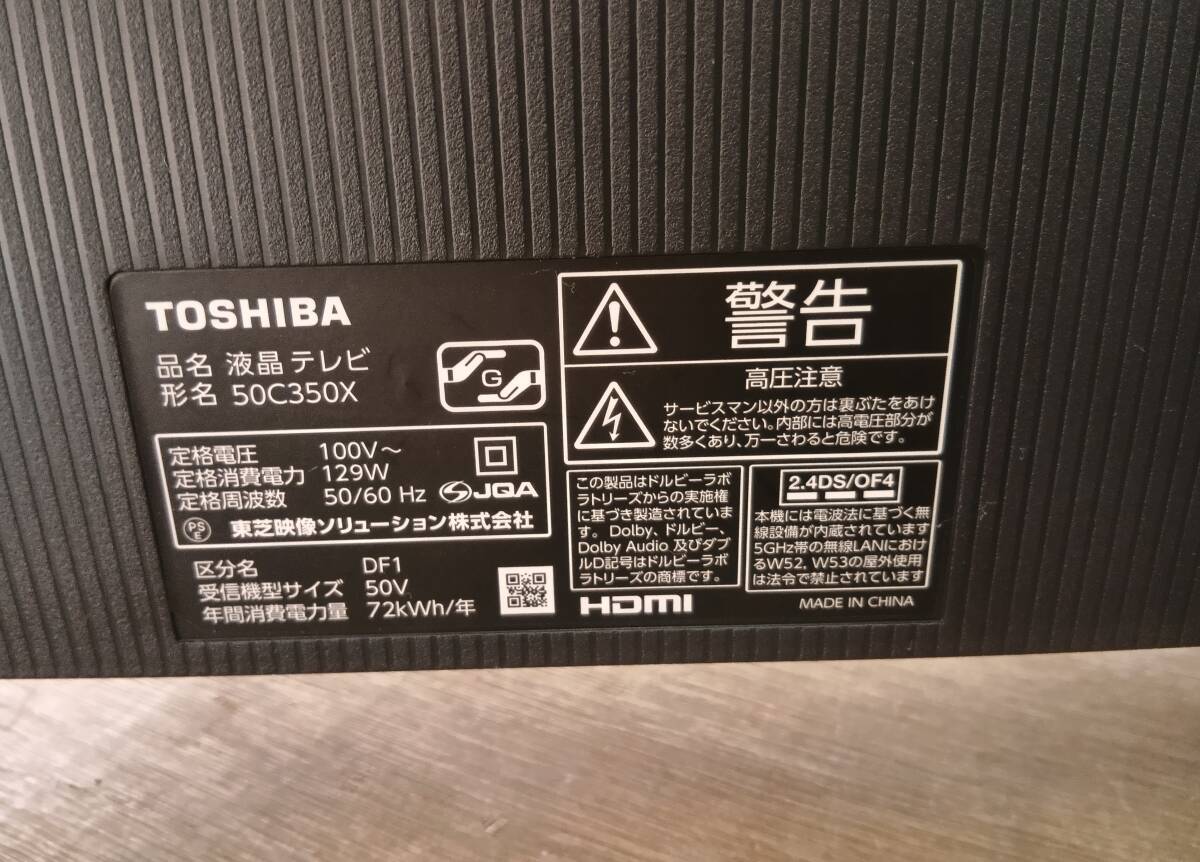 TOSHIBA
品名 液晶テレビ
形名 50C350X
G
定格電圧 100V～
定格消費電力 129W
定格周波数 50/60 Hz
JQA
PS
E
東芝映像ソリューション株式会社
区分名 DF1
受信機型サイズ 50V
年間消費電力量 72kWh/年
警告
高圧注意
サービスマン以外の方は裏ぶたをあけ
ないでください。内部には高電圧部分が
数多くあり、万一さわると危険です。
この製品はドルビーラボ
ラトリーズからの実施権
に基づき製造されていま
す。Dolby、ドルビー、
Dolby Audio 及びダブ
ルD記号はドルビーラボ
ラトリーズの商標です。
HDMI
2.4DS/OF4
本機には電波法に基づく無
線設備が内蔵されています
5GHz帯の無線LANにおけ
るW52, W53の屋外使用
は法令で禁止されています
MADE IN CHINA